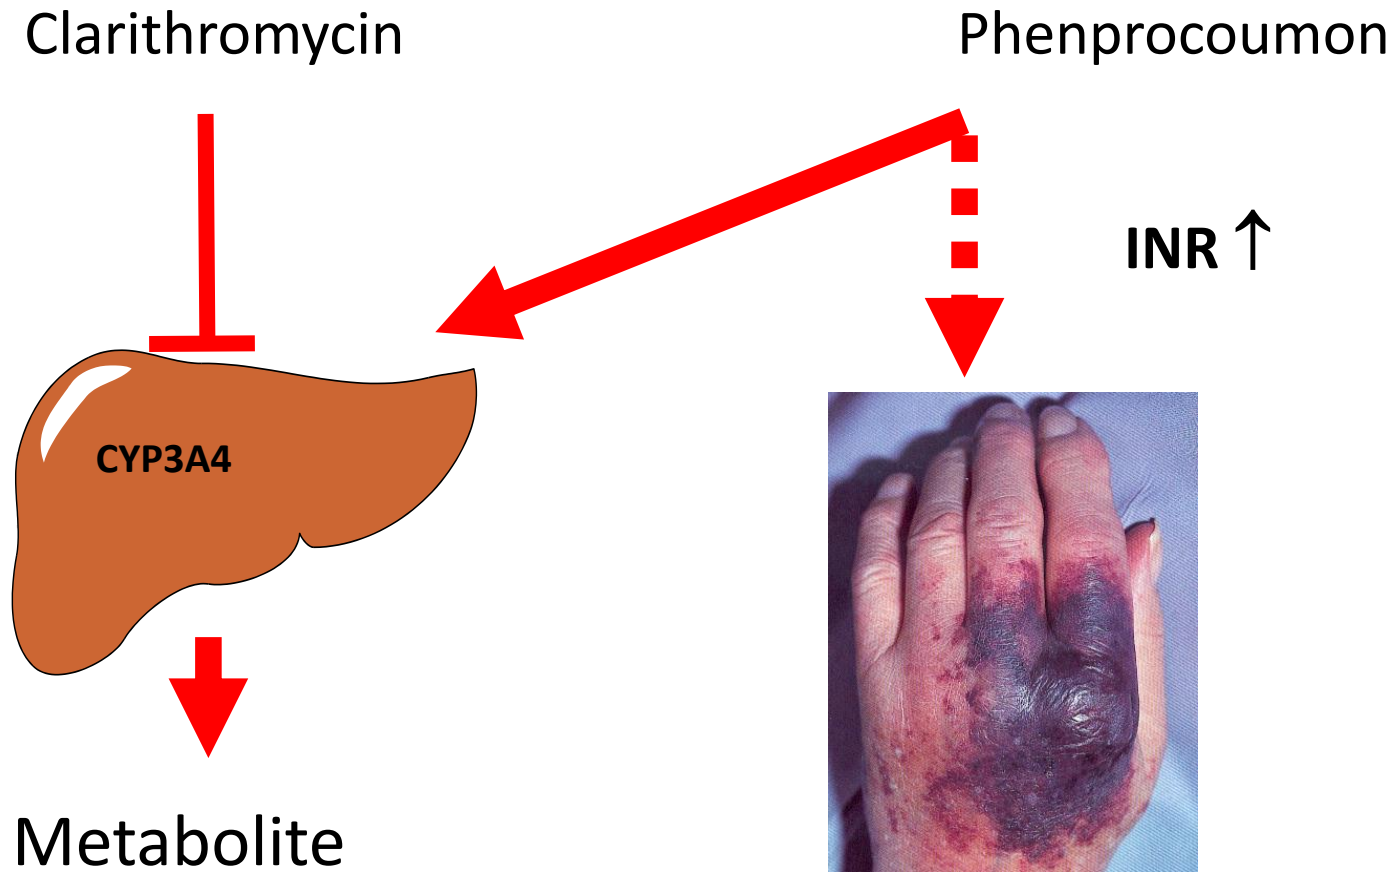 Clarithromycin
Phenprocoumon
INR ↑
CYP3A4
Metabolite